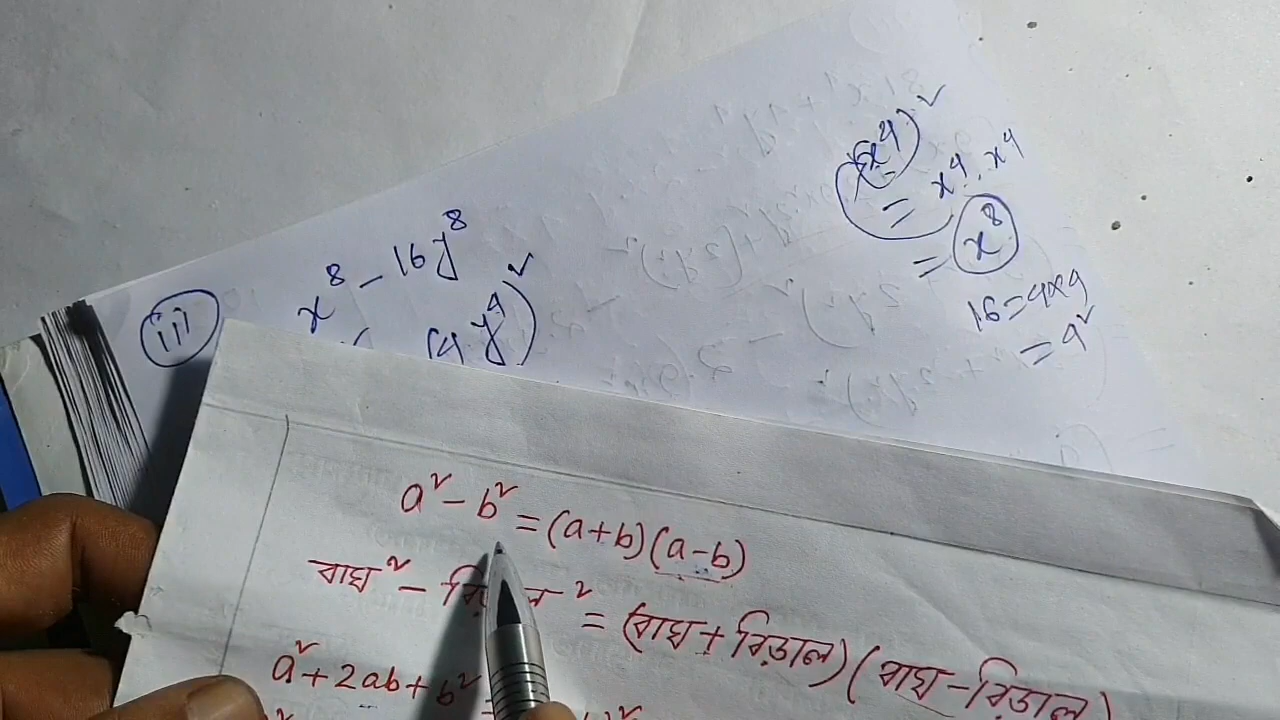 (x⁴)²
= x⁴. x⁴
= x⁸
16 = 4×4
= 4²
(iii) x⁸ - 16y⁸
(4y⁴)²
a² - b² = (a+b)(a-b)
বাঘ² - বিড়াল² = (বাঘ + বিড়াল)(বাঘ - বিড়াল)
a² + 2ab + b²